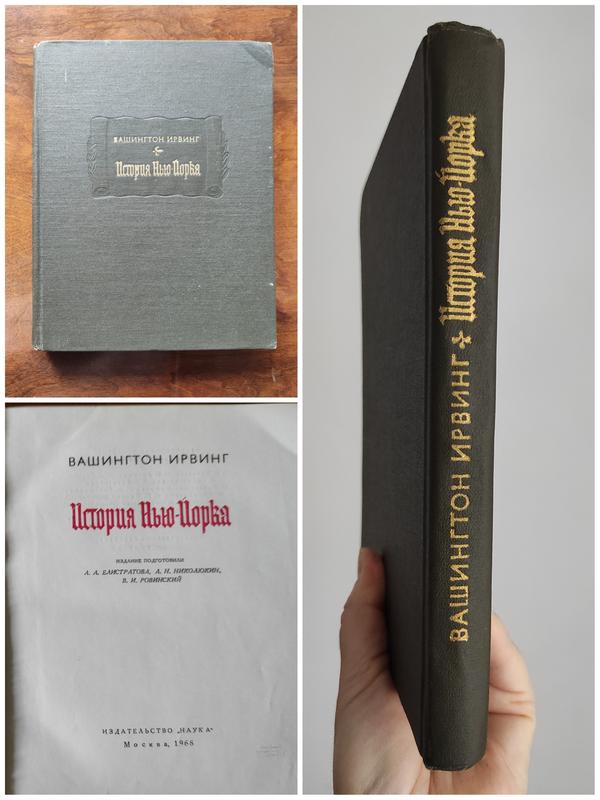 ВАШИНГТОН ИРВИНГ
История Нью-Йорка
ВАШИНГТОН ИРВИНГ
История Нью-Йорка
ИЗДАНИЕ ПОДГОТОВИЛИ
А. А. ЕЛИСТРАТОВА, А. Н. НИКОЛЮКИН,
В. И. РОВИНСКИЙ
ИЗДАТЕЛЬСТВО „НАУКА"
Москва, 1968
ВАШИНГТОН ИРВИНГ История Нью-Йорка